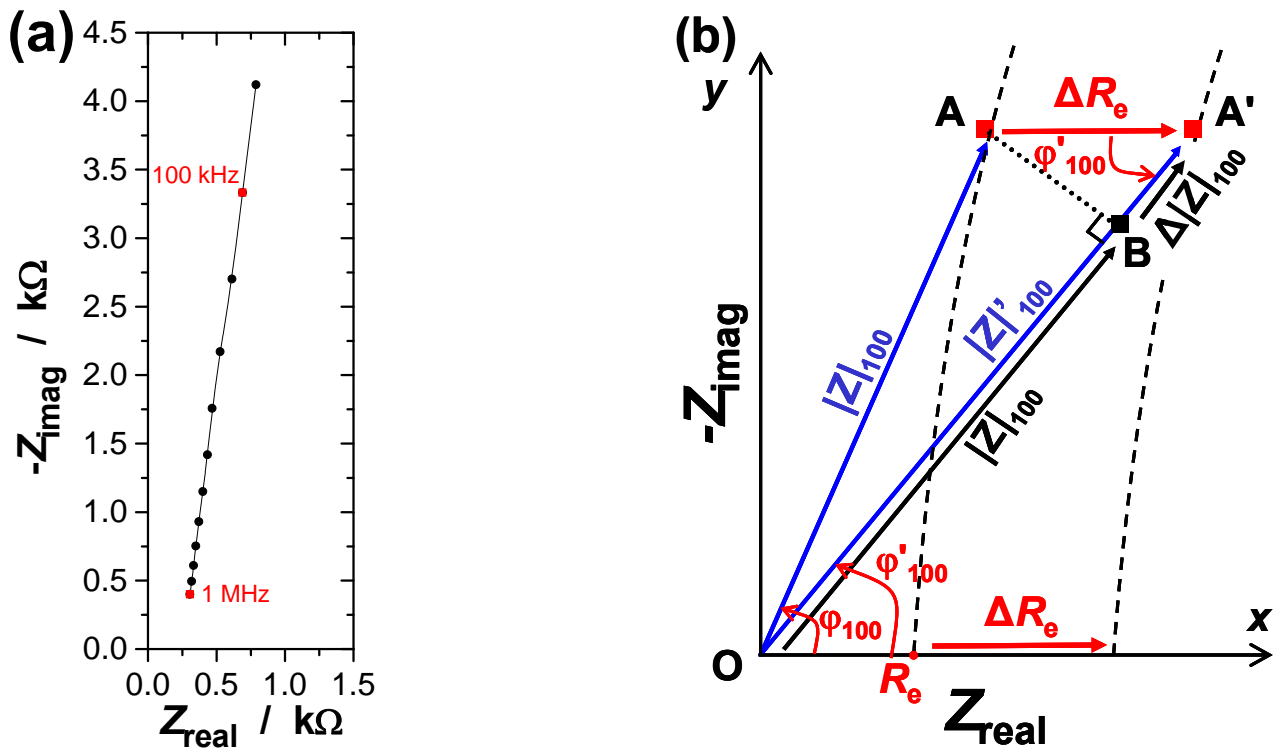 (a)
4.5
4.0
3.5
3.0
2.5
2.0
1.5
1.0
0.5
0.0
-Zimag / kΩ
100 kHz
1 MHz
0.0 0.5 1.0 1.5
Zreal / kΩ
(b)
y
A
ΔRe
A'
φ'100
Δ|Z|100
B
|Z|100
|Z|’100
|Z|100
-Zimag
φ'100
φ100
ΔRe
x
O
Re
Zreal